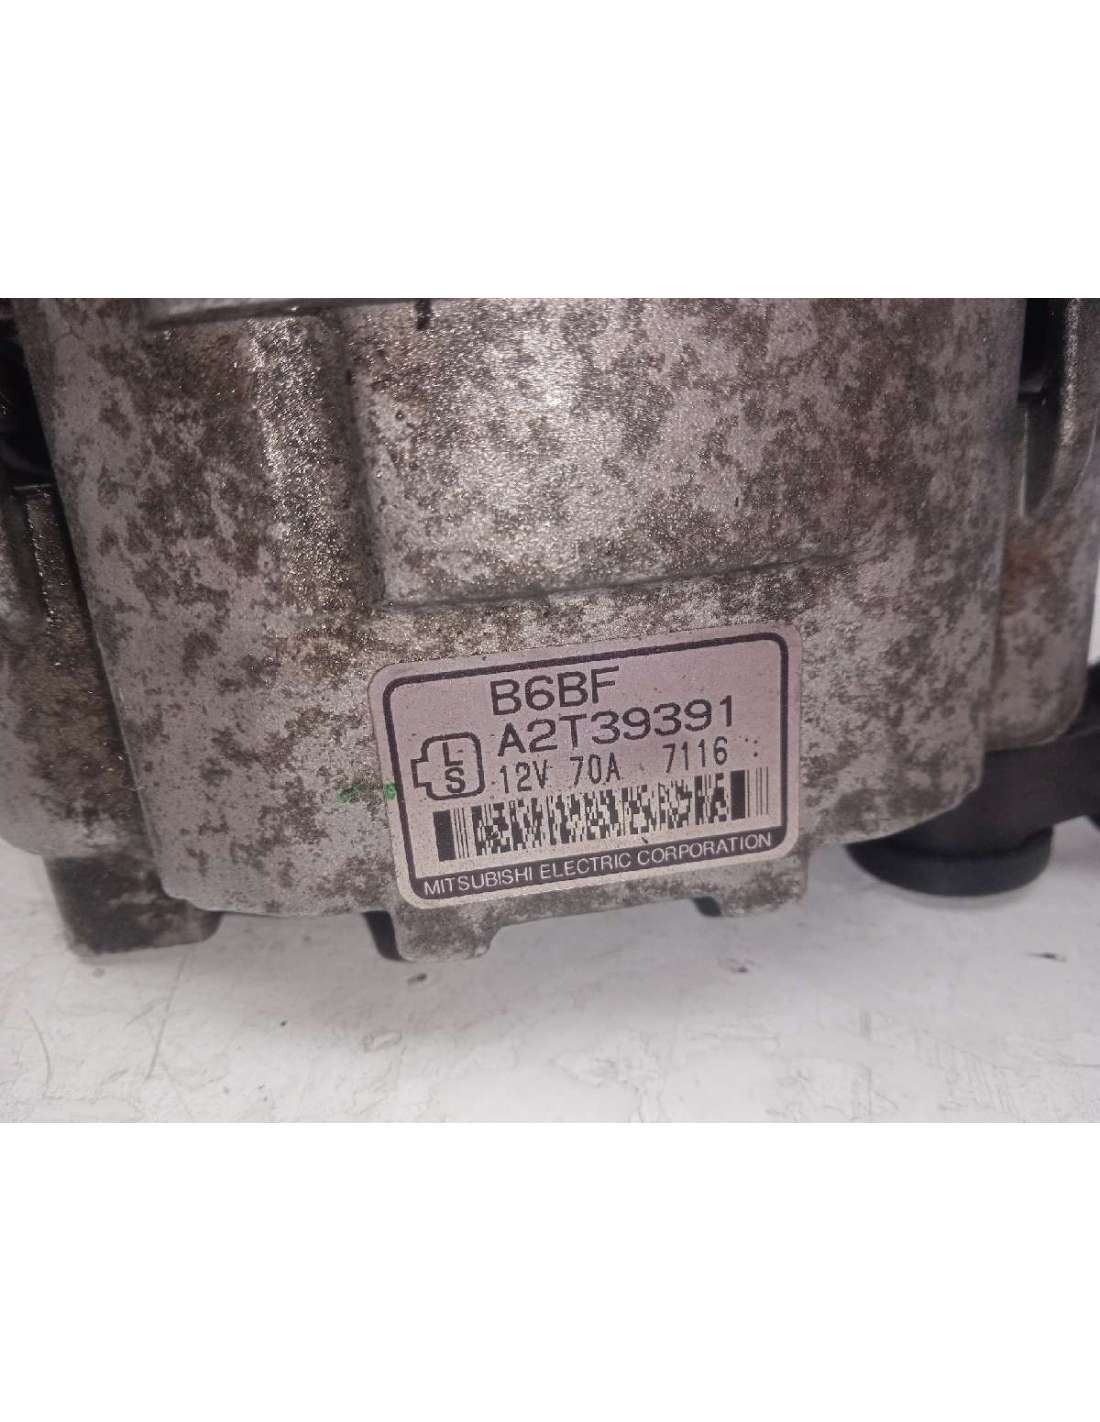 B6BF
A2T39391
L
S
12V 70A 7116
MITSUBISHI ELECTRIC CORPORATION